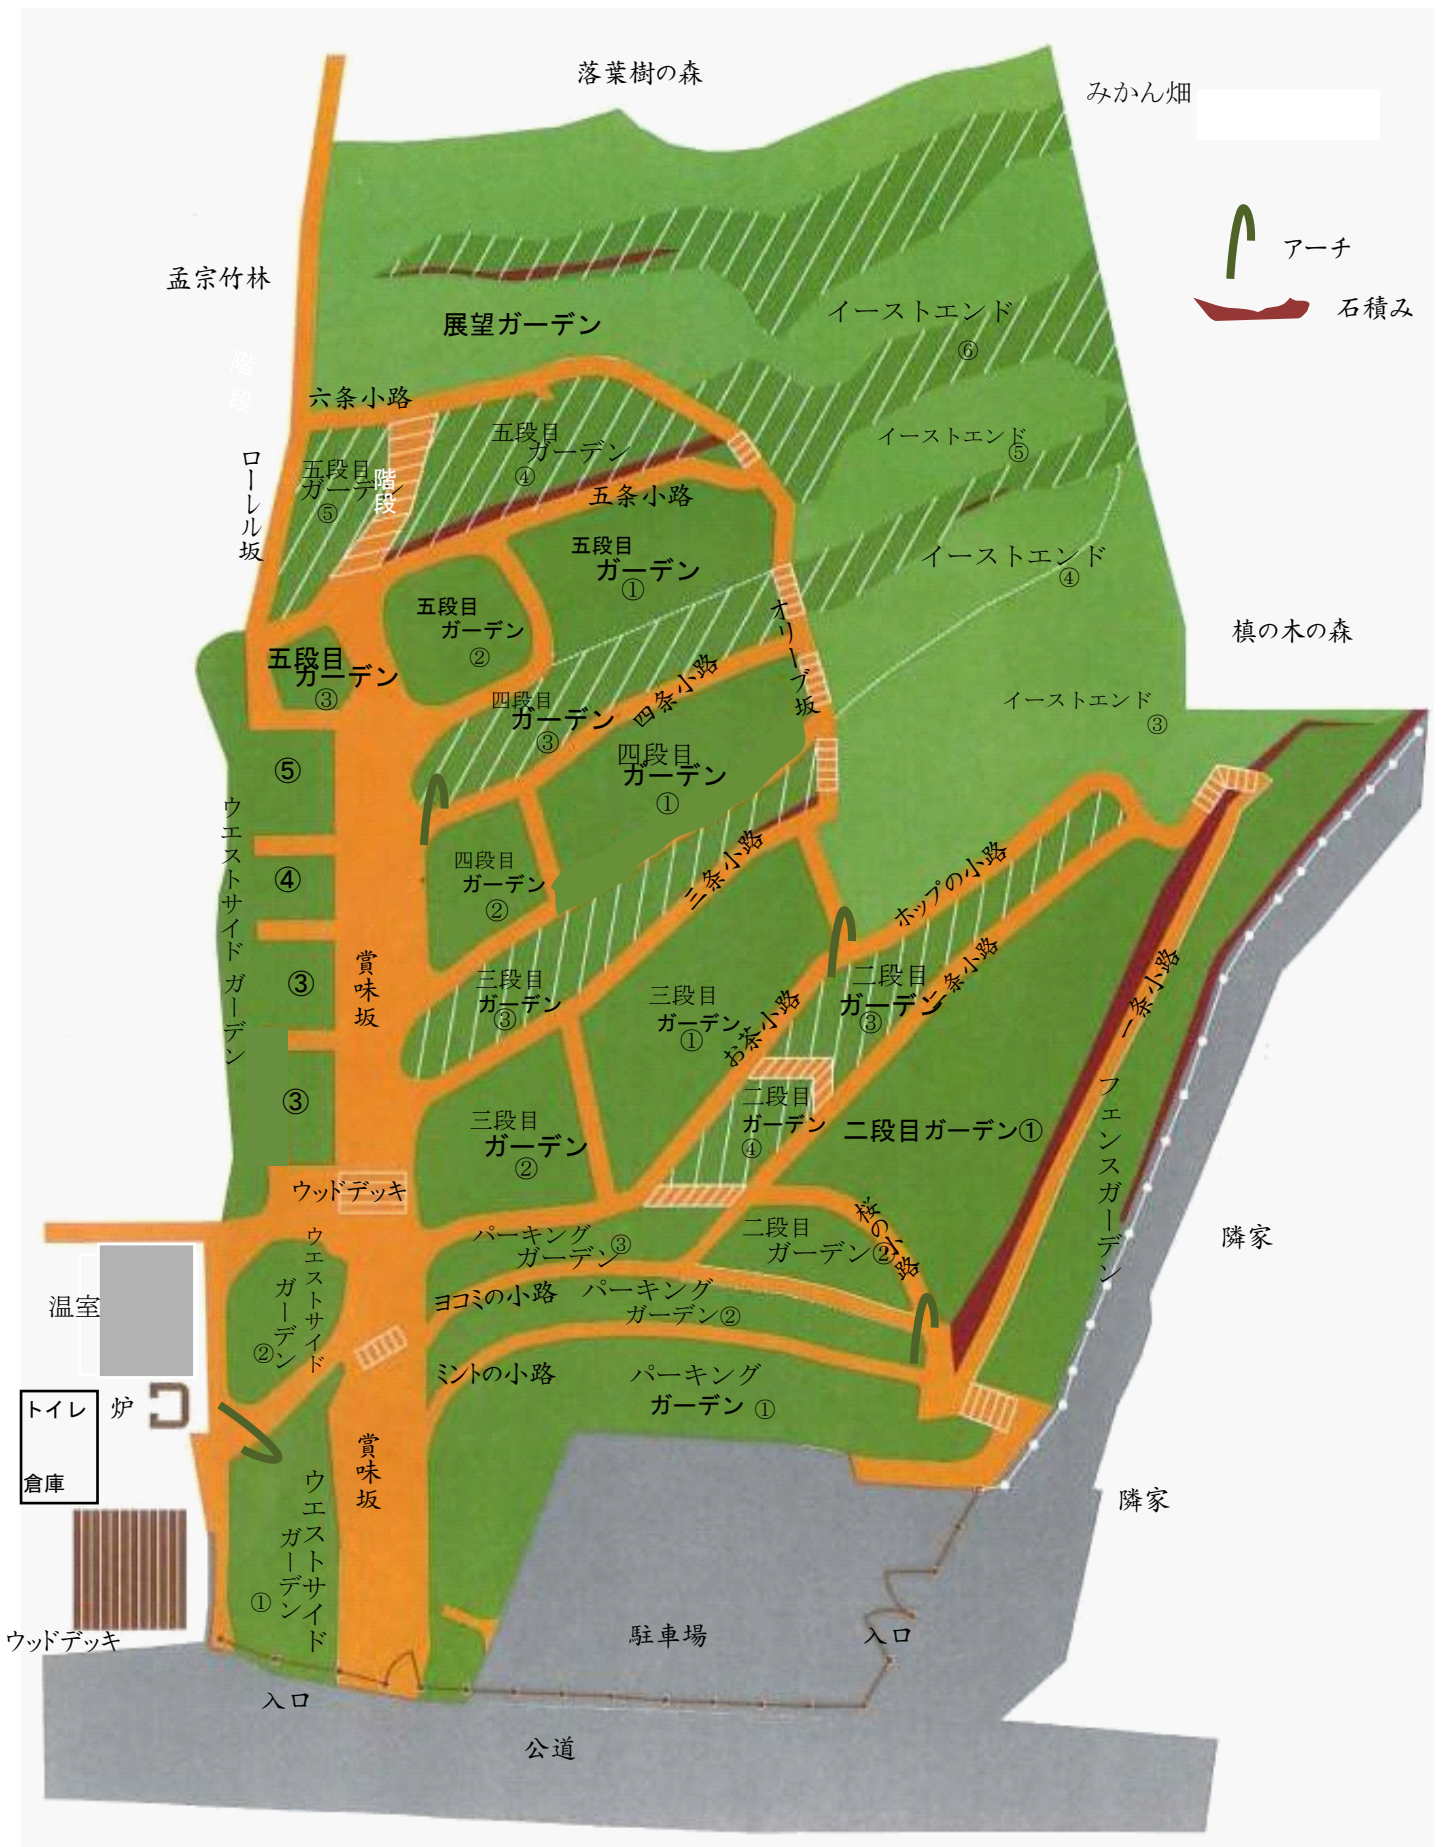 落葉樹の森
みかん畑
アーチ
石積み
孟宗竹林
展望ガーデン
イーストエンド
⑥
階
段
六条小路
五段目
ガーデン
④
イーストエンド
⑤
ローレル坂
五段目
ガーデン
⑤
階
段
五条小路
五段目
ガーデン
①
イーストエンド
④
五段目
ガーデン
②
オリーブ坂
槙の木の森
五段目
ガーデン
③
四段目
ガーデン
③
四条小路
イーストエンド
③
四段目
ガーデン
①
⑤
ウエストサイド ガーデン
④
③
③
四段目
ガーデン
②
三条小路
ホップの小路
賞味坂
三段目
ガーデン
③
三段目
ガーデン
①
お茶小路
二段目
ガーデン
③
二条小路
一条小路
三段目
ガーデン
②
二段目
ガーデン
④
二段目ガーデン①
フェンスガーデン
ウッドデッキ
パーキング
ガーデン③
二段目
ガーデン②
桜の小路
隣家
温室
ウエストサイド
ガーデン
②
ヨコミの小路
パーキング
ガーデン②
ミントの小路
パーキング
ガーデン ①
トイレ
炉
倉庫
賞味坂
ウエストサイド
ガーデン
①
隣家
ウッドデッキ
駐車場
入口
入口
公道